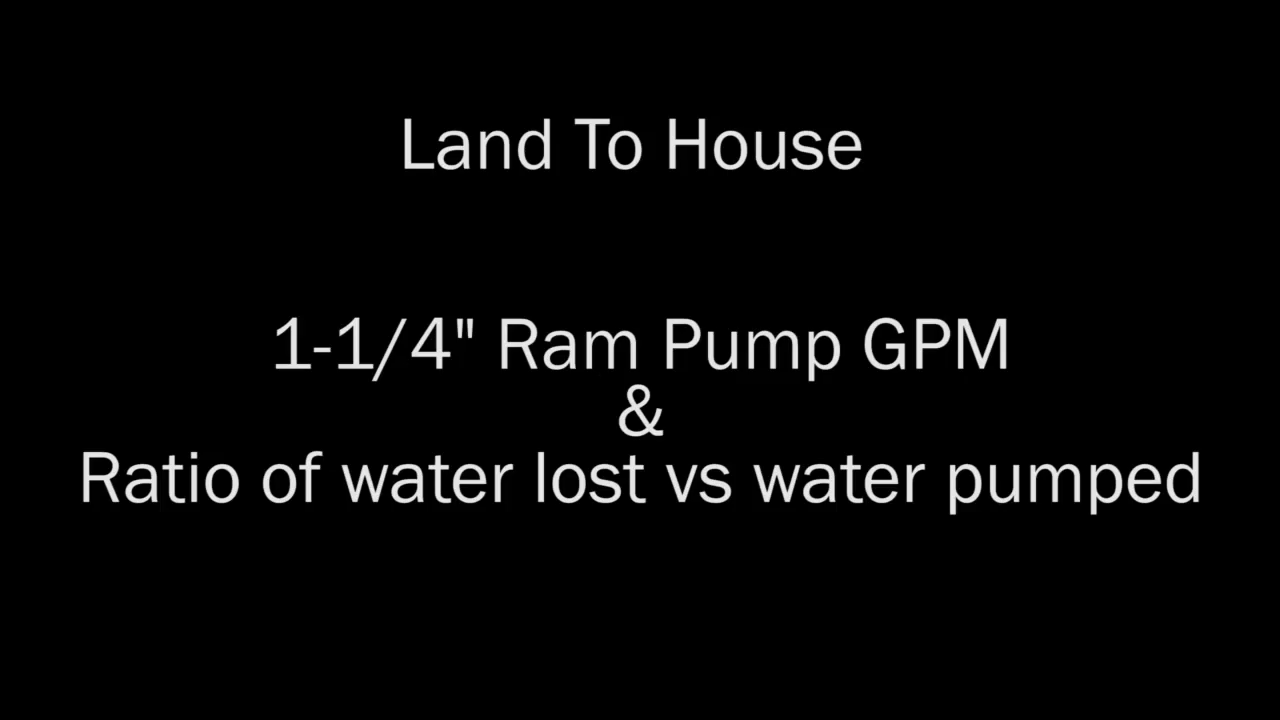 Land To House
1-1/4" Ram Pump GPM
&
Ratio of water lost vs water pumped